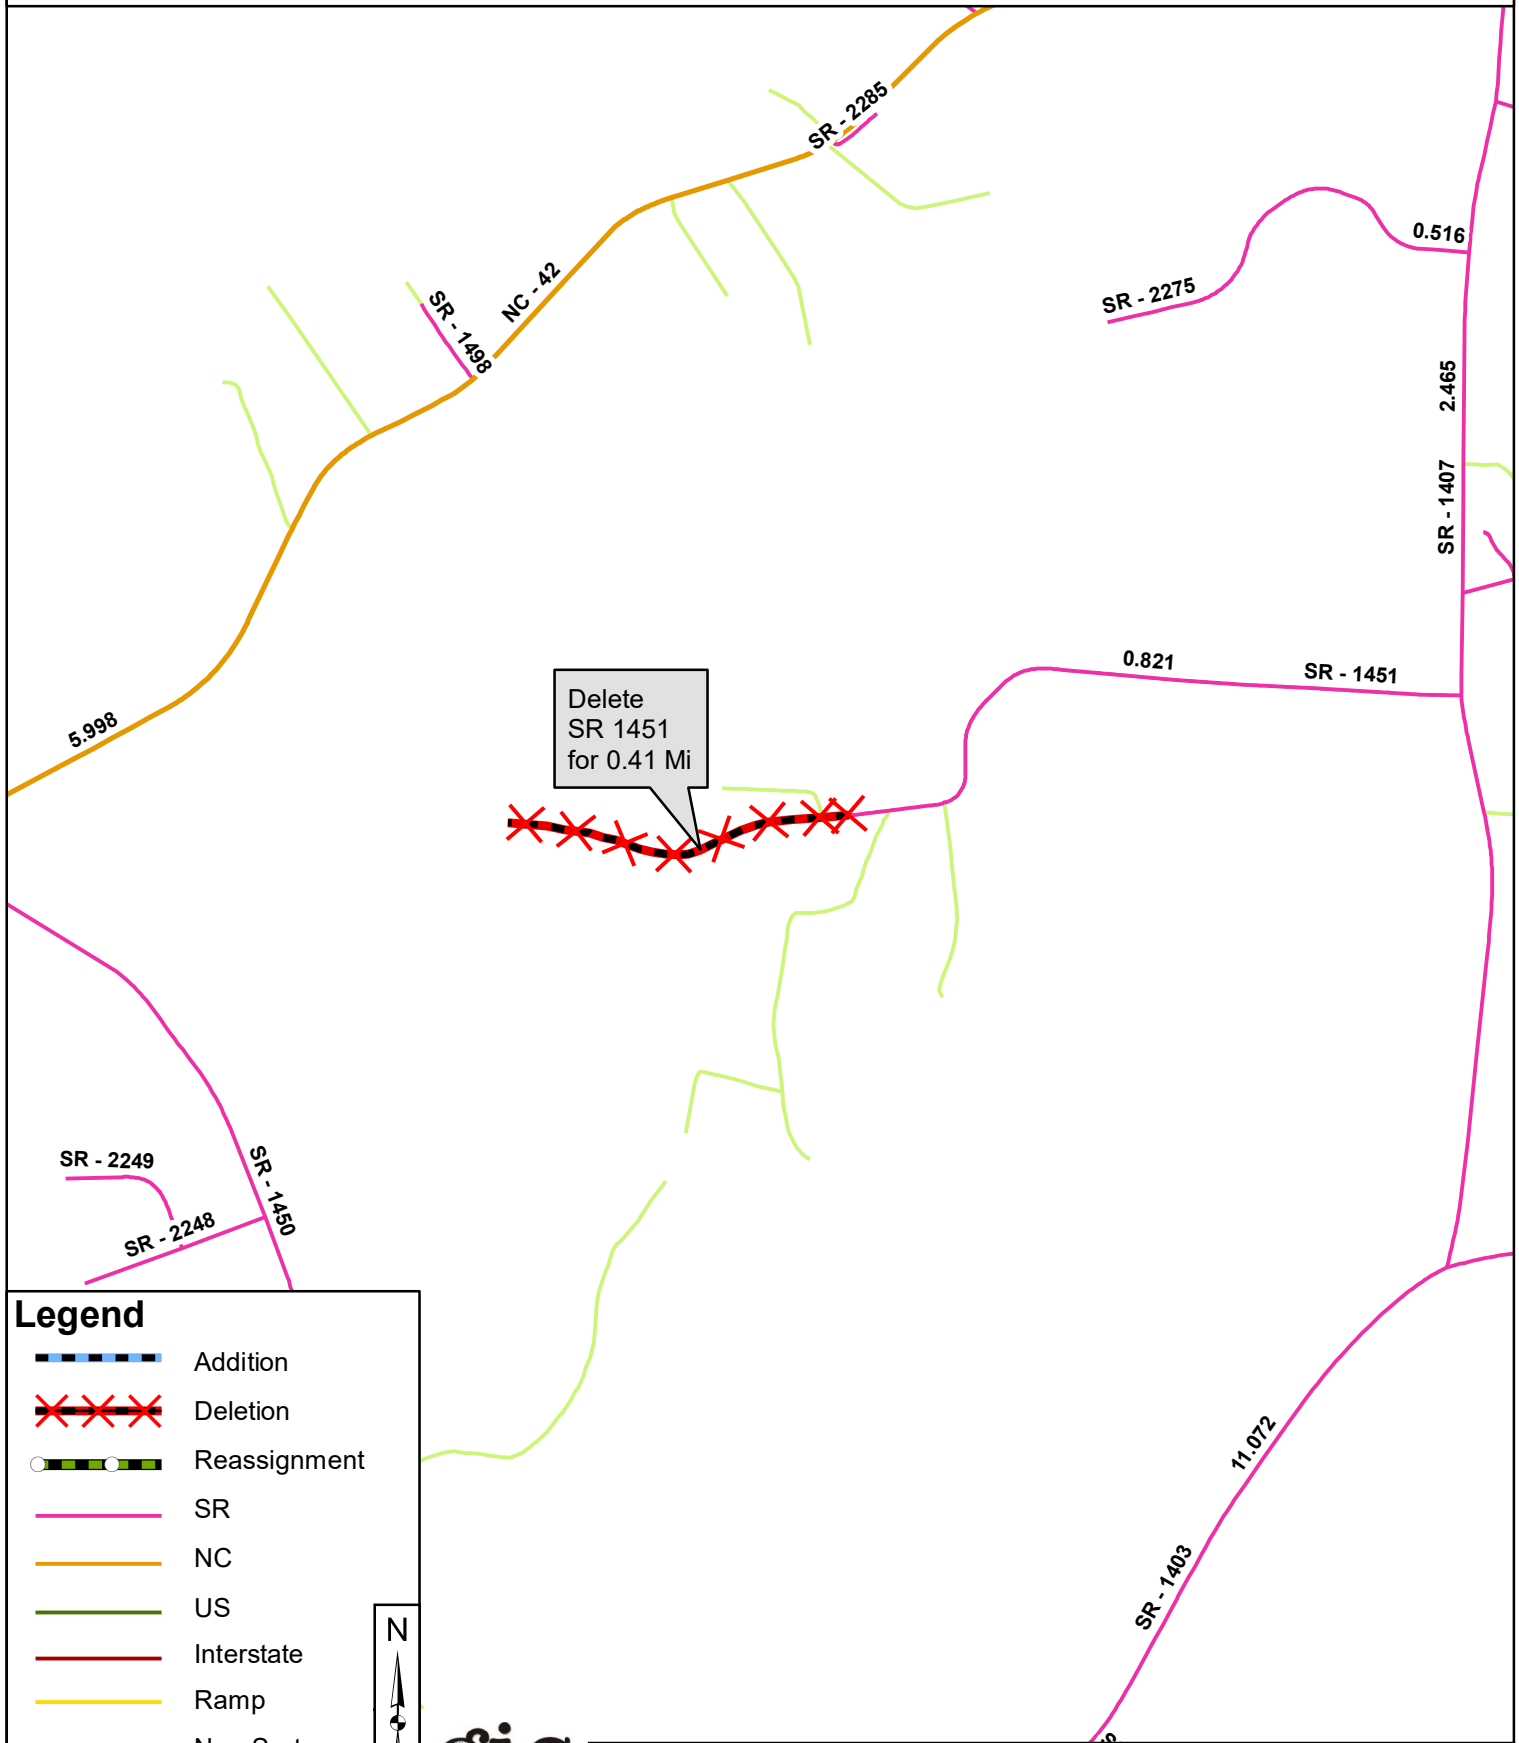 SR - 2285
0.516
NC - 42
SR - 1498
SR - 2275
2.465
SR - 1407
0.821
SR - 1451
Delete
SR 1451
for 0.41 Mi
5.998
SR - 2249
SR - 1450
SR - 2248
Legend
Addition
Deletion
Reassignment
SR
NC
US
Interstate
Ramp
N
11.072
SR - 1403